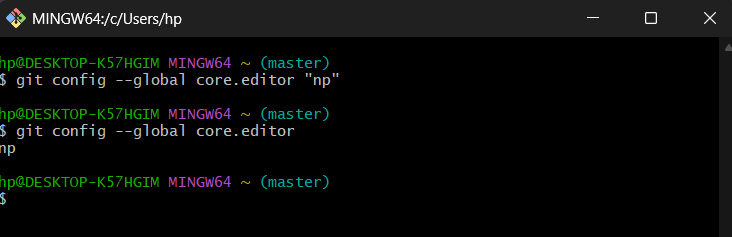 MINGW64:/c/Users/hp
hp@DESKTOP-K57HGIM MINGW64 ~ (master)
$ git config --global core.editor "np"
hp@DESKTOP-K57HGIM MINGW64 ~ (master)
$ git config --global core.editor
np
hp@DESKTOP-K57HGIM MINGW64 ~ (master)
$